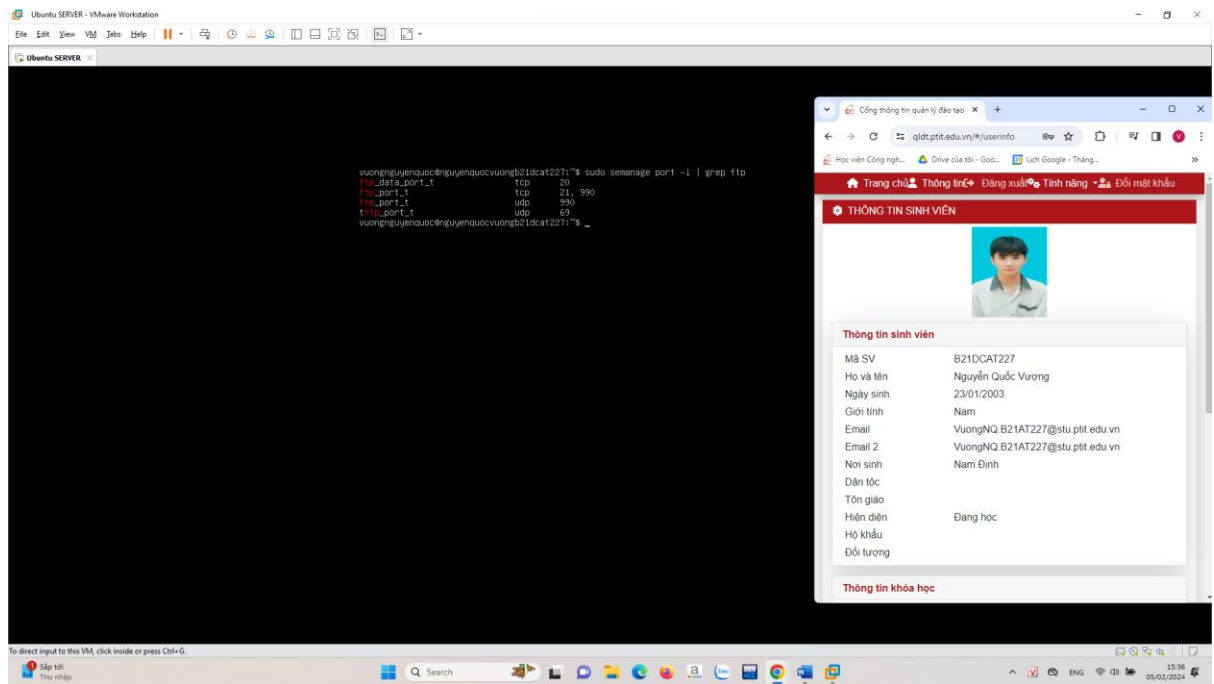 Ubuntu SERVER - VMware Workstation
File Edit View VM Tabs Help
Ubuntu SERVER
vuongnguyenquoc@nguyenquocvuongb21dcat227:~$ sudo semanage port -l | grep ftp
ftp_data_port_t tcp 20
ftp_port_t tcp 21, 990
ftp_port_t udp 990
tftp_port_t udp 69
vuongnguyenquoc@nguyenquocvuongb21dcat227:~$ _
Cổng thông tin quản lý đào tạo
qldt.ptit.edu.vn/#/userinfo
V
Học viện Công ngh... Drive của tôi - Goo... Lịch Google - Tháng...
Trang chủ Thông tin Đăng xuất Tính năng Đổi mật khẩu
THÔNG TIN SINH VIÊN
Thông tin sinh viên
Mã SV B21DCAT227
Họ và tên Nguyễn Quốc Vượng
Ngày sinh 23/01/2003
Giới tính Nam
Email VuongNQ.B21AT227@stu.ptit.edu.vn
Email 2 VuongNQ.B21AT227@stu.ptit.edu.vn
Nơi sinh Nam Định
Dân tộc
Tôn giáo
Hiện diện Đang học
Hộ khẩu
Đối tượng
Thông tin khóa học
To direct input to this VM, click inside or press Ctrl+G.
1 Sắp tới
Thu nhập
Search
Zalo
ENG
15:36
05/02/2024